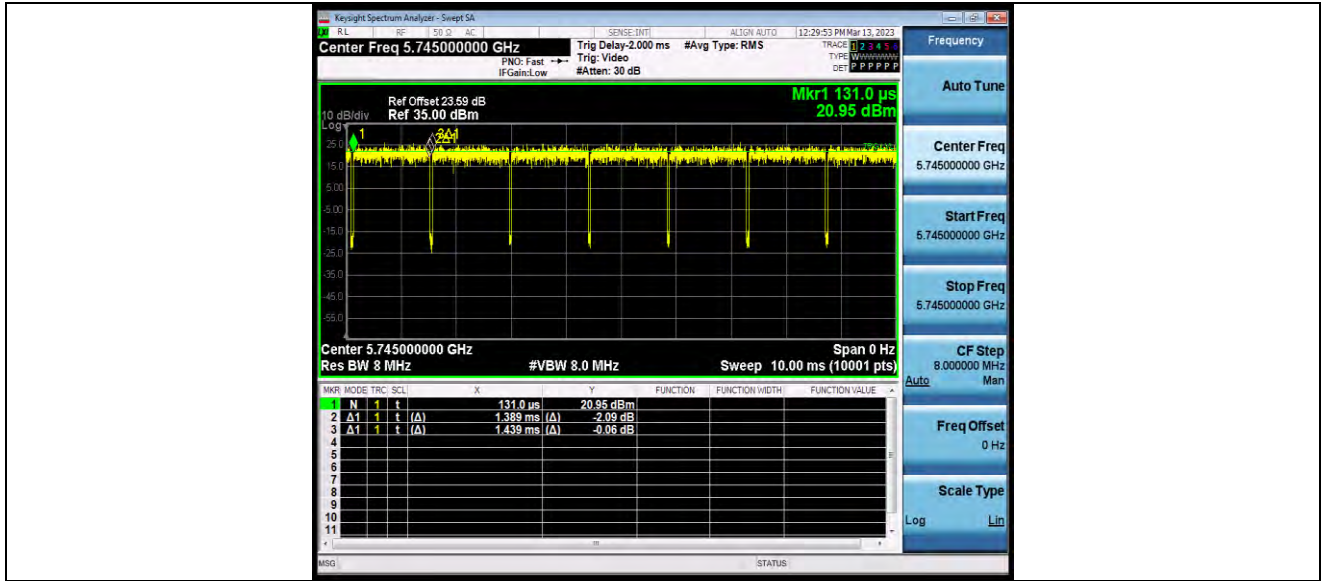 Keysight Spectrum Analyzer - Swept SA
RL RF 50 Ω AC SENSE:INT ALIGN AUTO 12:29:53 PM Mar 13, 2023
Center Freq 5.745000000 GHz Trig Delay-2.000 ms #Avg Type: RMS TRACE 1 2 3 4 5 6
PNO: Fast Trig: Video TYPE WWWWWW
IFGain:Low #Atten: 30 dB DET P P P P P P
Frequency
Mkr1 131.0 µs
Ref Offset 23.59 dB
10 dB/div Ref 35.00 dBm 20.95 dBm
Log
1 3Δ1
2Δ1
25.0
15.0
5.00
-5.00
-15.0
-25.0
-35.0
-45.0
-55.0
Center 5.745000000 GHz Span 0 Hz
Res BW 8 MHz #VBW 8.0 MHz Sweep 10.00 ms (10001 pts)
MKR MODE TRC SCL X Y FUNCTION FUNCTION WIDTH FUNCTION VALUE
1 N 1 t 131.0 µs 20.95 dBm
2 Δ1 1 t (Δ) 1.389 ms (Δ) -2.09 dB
3 Δ1 1 t (Δ) 1.439 ms (Δ) -0.06 dB
4
5
6
7
8
9
10
11
MSG STATUS
Auto Tune
Center Freq
5.745000000 GHz
Start Freq
5.745000000 GHz
Stop Freq
5.745000000 GHz
CF Step
8.000000 MHz
Auto Man
Freq Offset
0 Hz
Scale Type
Log Lin